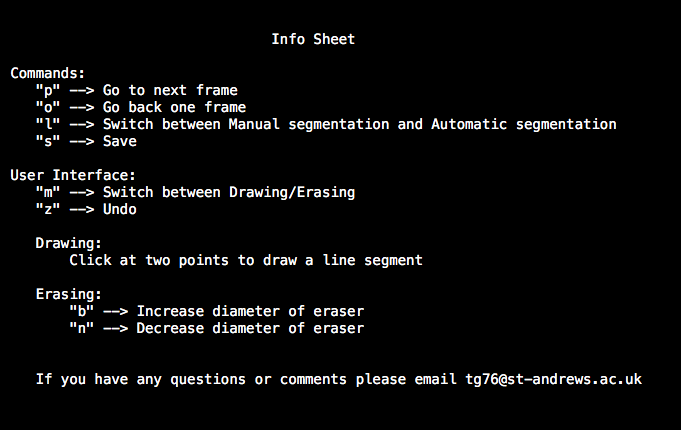 Info Sheet
Commands:
"p" --> Go to next frame
"o" --> Go back one frame
"l" --> Switch between Manual segmentation and Automatic segmentation
"s" --> Save
User Interface:
"m" --> Switch between Drawing/Erasing
"z" --> Undo
Drawing:
Click at two points to draw a line segment
Erasing:
"b" --> Increase diameter of eraser
"n" --> Decrease diameter of eraser
If you have any questions or comments please email tg76@st-andrews.ac.uk